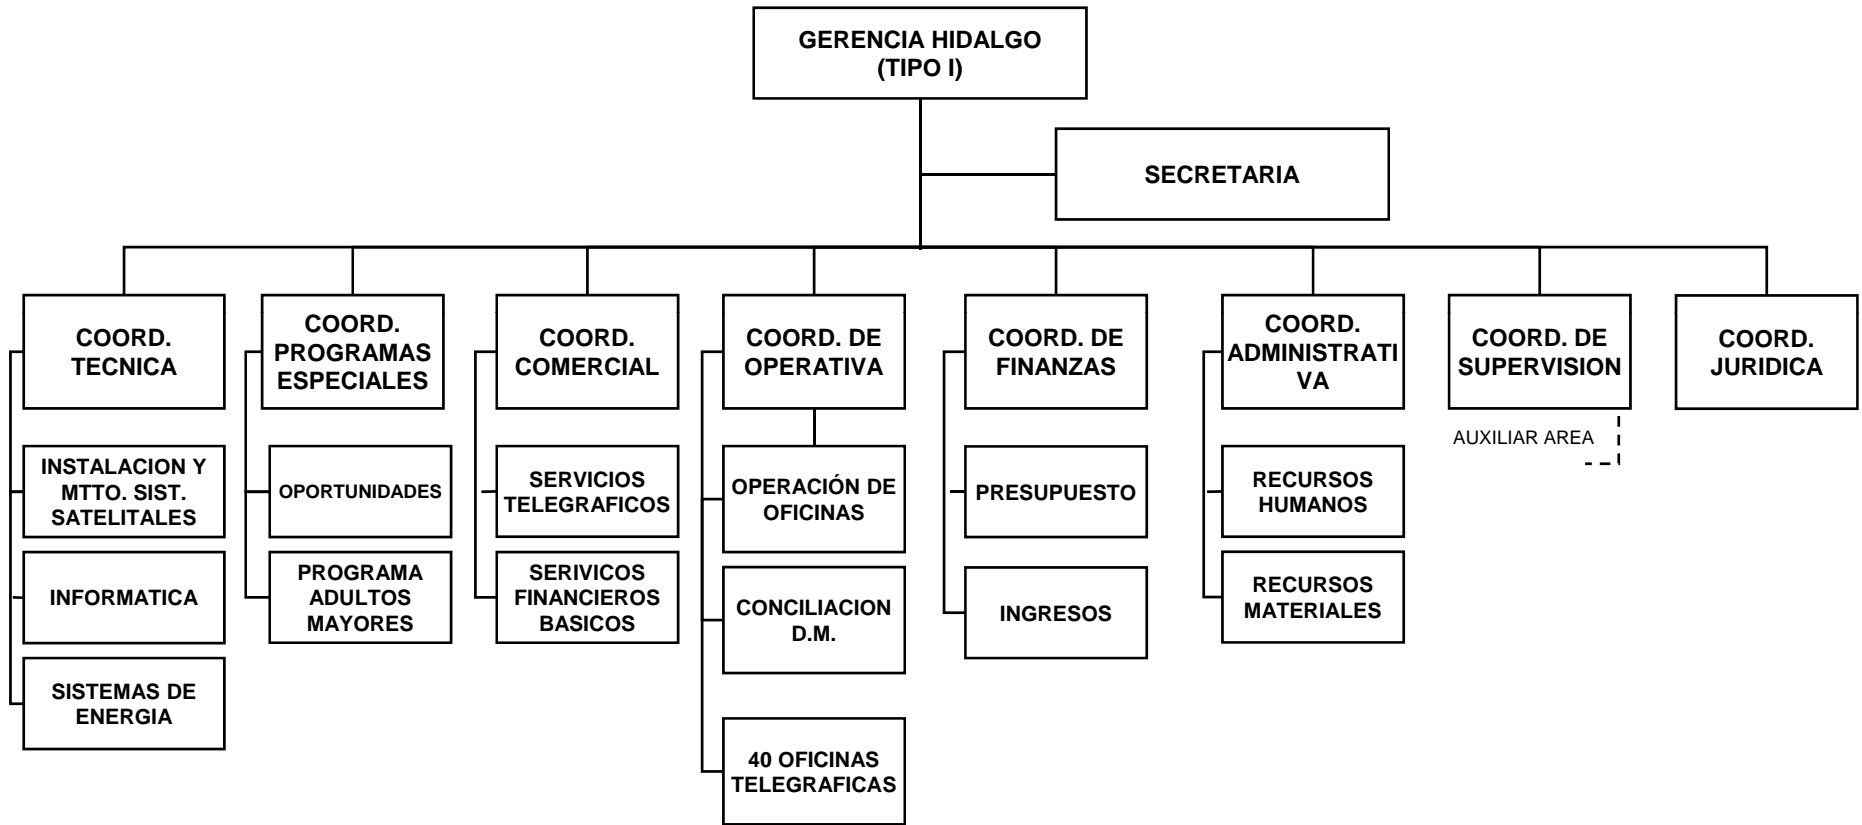 GERENCIA HIDALGO
(TIPO I)
SECRETARIA
COORD.
TECNICA
COORD.
PROGRAMAS
ESPECIALES
COORD.
COMERCIAL
COORD. DE
OPERATIVA
COORD. DE
FINANZAS
COORD.
ADMINISTRATI
VA
COORD. DE
SUPERVISION
COORD.
JURIDICA
AUXILIAR AREA
INSTALACION Y
MTTO. SIST.
SATELITALES
OPORTUNIDADES
SERVICIOS
TELEGRAFICOS
OPERACIÓN DE
OFICINAS
PRESUPUESTO
RECURSOS
HUMANOS
INFORMATICA
PROGRAMA
ADULTOS
MAYORES
SERIVICOS
FINANCIEROS
BASICOS
CONCILIACION
D.M.
INGRESOS
RECURSOS
MATERIALES
SISTEMAS DE
ENERGIA
40 OFICINAS
TELEGRAFICAS